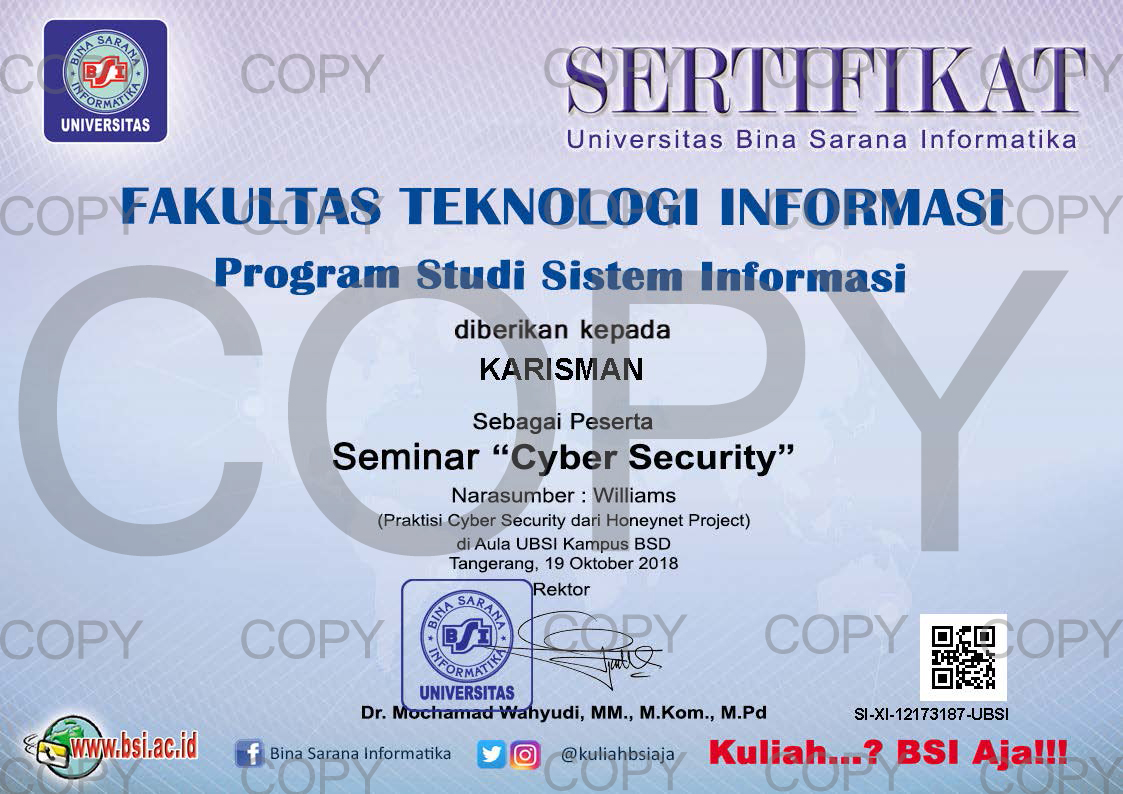 BINA SARANA
BSI
INFORMATIKA
UNIVERSITAS
SERTIFIKAT
Universitas Bina Sarana Informatika
FAKULTAS TEKNOLOGI INFORMASI
Program Studi Sistem Informasi
diberikan kepada
KARISMAN
Sebagai Peserta
Seminar “Cyber Security”
Narasumber : Williams
(Praktisi Cyber Security dari Honeynet Project)
di Aula UBSI Kampus BSD
Tangerang, 19 Oktober 2018
Rektor
BINA SARANA
BSI
INFORMATIKA
UNIVERSITAS
Dr. Mochamad Wahyudi, MM., M.Kom., M.Pd
SI-XI-12173187-UBSI
www.bsi.ac.id
Bina Sarana Informatika
@kuliahbsiaja
Kuliah...? BSI Aja!!!
COPY
COPY COPY COPY COPY COPY
COPY COPY COPY COPY COPY
COPY COPY COPY COPY COPY
COPY COPY COPY COPY COPY